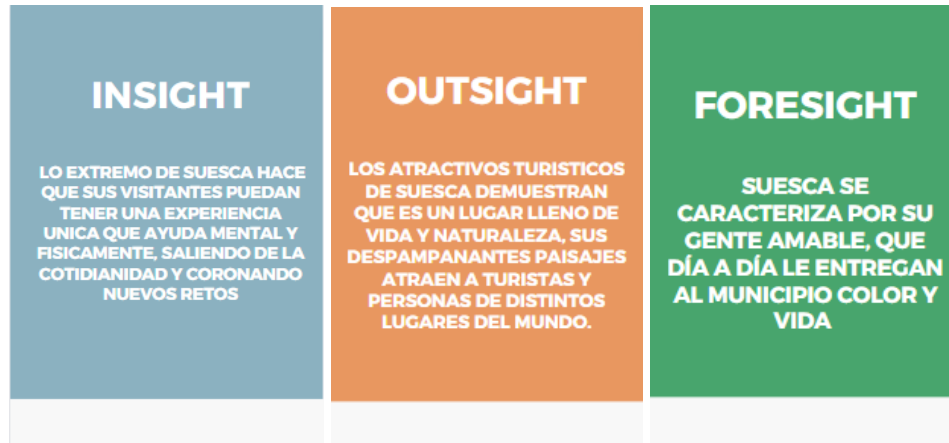 INSIGHT
LO EXTREMO DE SUESCA HACE
QUE SUS VISITANTES PUEDAN
TENER UNA EXPERIENCIA
UNICA QUE AYUDA MENTAL Y
FISICAMENTE, SALIENDO DE LA
COTIDIANIDAD Y CORONANDO
NUEVOS RETOS
OUTSIGHT
LOS ATRACTIVOS TURISTICOS
DE SUESCA DEMUESTRAN
QUE ES UN LUGAR LLENO DE
VIDA Y NATURALEZA, SUS
DESPAMPANANTES PAISAJES
ATRAEN A TURISTAS Y
PERSONAS DE DISTINTOS
LUGARES DEL MUNDO.
FORESIGHT
SUESCA SE
CARACTERIZA POR SU
GENTE AMABLE, QUE
DÍA A DÍA LE ENTREGAN
AL MUNICIPIO COLOR Y
VIDA